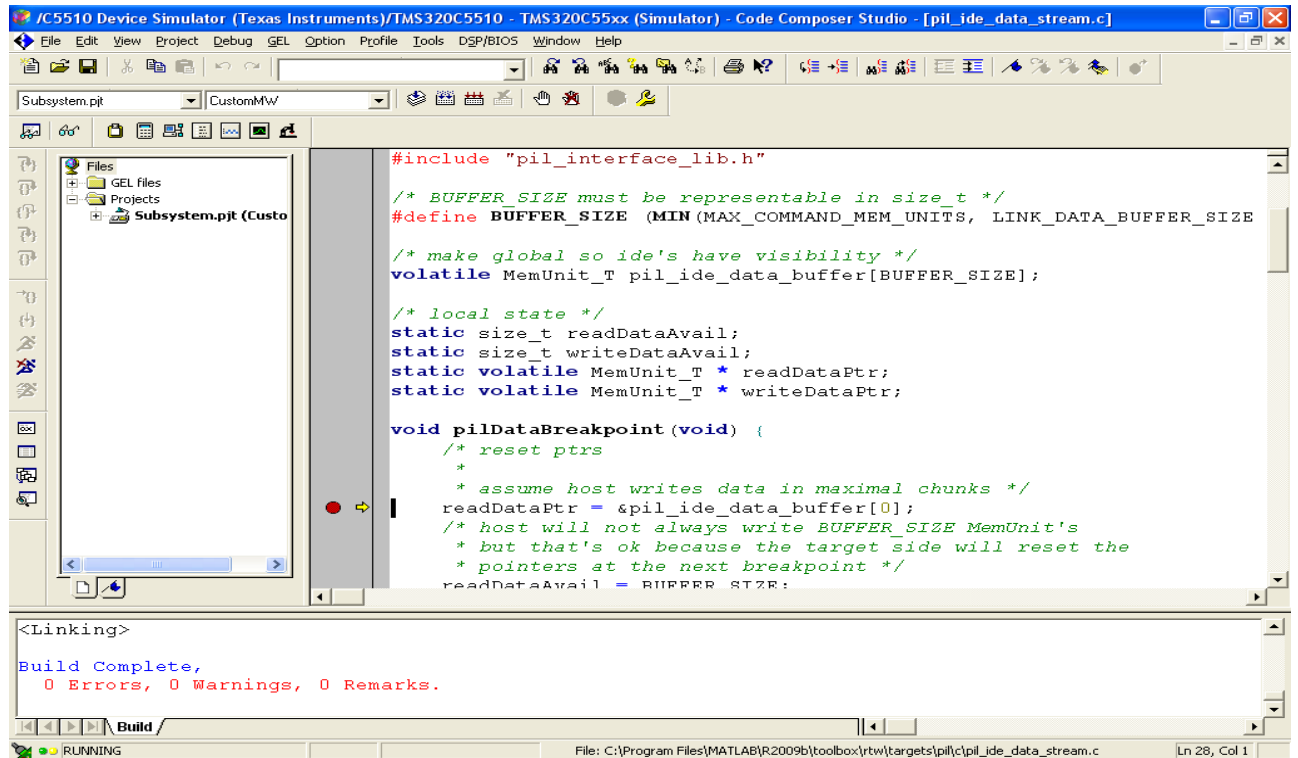 /C5510 Device Simulator (Texas Instruments)/TMS320C5510 - TMS320C55xx (Simulator) - Code Composer Studio - [pil_ide_data_stream.c]
File Edit View Project Debug GEL Option Profile Tools DSP/BIOS Window Help
Subsystem.pjt CustomMW
Files
GEL files
Projects
Subsystem.pjt (Custo
#include "pil_interface_lib.h"
/* BUFFER_SIZE must be representable in size_t */
#define BUFFER_SIZE (MIN(MAX_COMMAND_MEM_UNITS, LINK_DATA_BUFFER_SIZE
/* make global so ide's have visibility */
volatile MemUnit_T pil_ide_data_buffer[BUFFER_SIZE];
/* local state */
static size_t readDataAvail;
static size_t writeDataAvail;
static volatile MemUnit_T * readDataPtr;
static volatile MemUnit_T * writeDataPtr;
void pilDataBreakpoint(void) {
/* reset ptrs
*
* assume host writes data in maximal chunks */
readDataPtr = &pil_ide_data_buffer[0];
/* host will not always write BUFFER_SIZE MemUnit's
* but that's ok because the target side will reset the
* pointers at the next breakpoint */
readDataAvail = BUFFER_SIZE;
<Linking>
Build Complete,
0 Errors, 0 Warnings, 0 Remarks.
Build
RUNNING File: C:\Program Files\MATLAB\R2009b\toolbox\rtw\targets\pil\c\pil_ide_data_stream.c Ln 28, Col 1